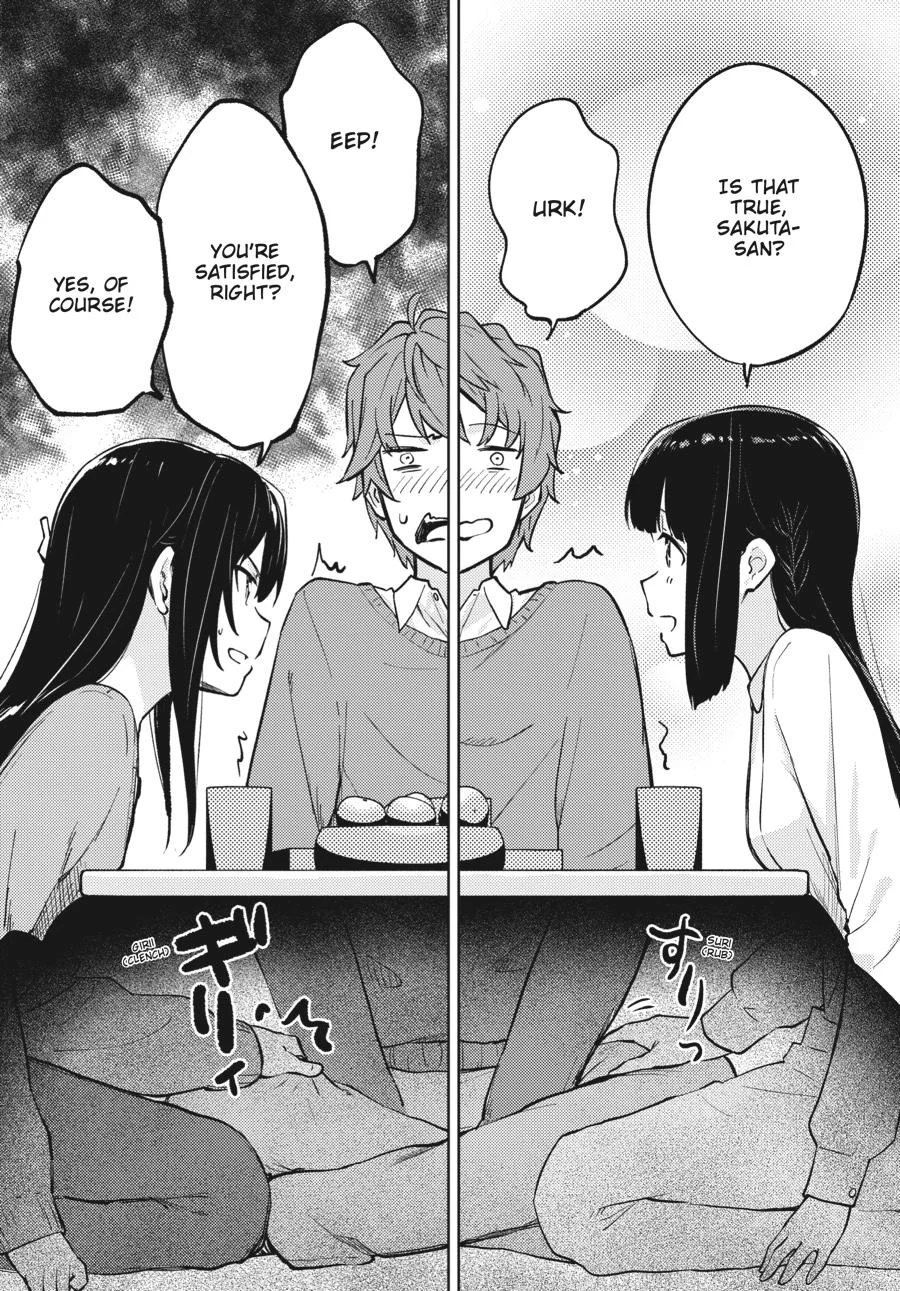 IS THAT
TRUE,
SAKUTA-
SAN?
URK!
EEP!
YOU'RE
SATISFIED,
RIGHT?
YES, OF
COURSE!
すりっ
SURI
(RUB)
ギリィ
GIRII
(CLENCH)